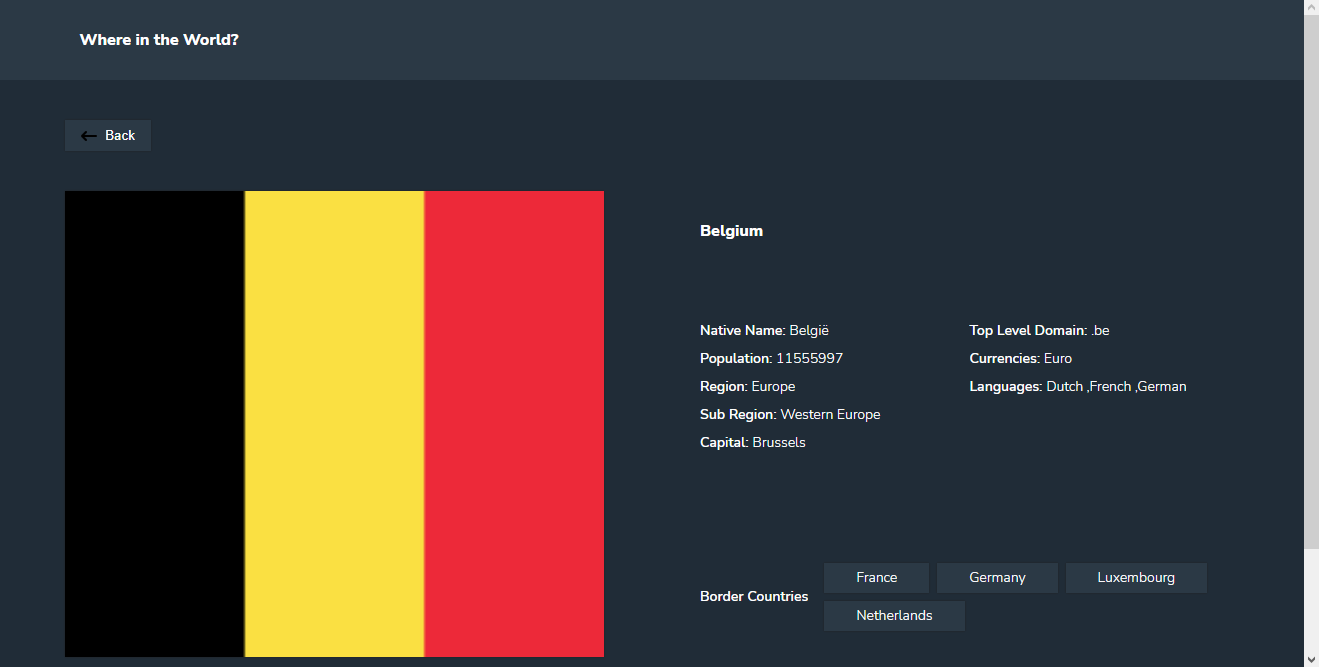 Where in the World?
Back
Belgium
Native Name: België
Population: 11555997
Region: Europe
Sub Region: Western Europe
Capital: Brussels
Top Level Domain: .be
Currencies: Euro
Languages: Dutch ,French ,German
Border Countries
France Germany Luxembourg
Netherlands